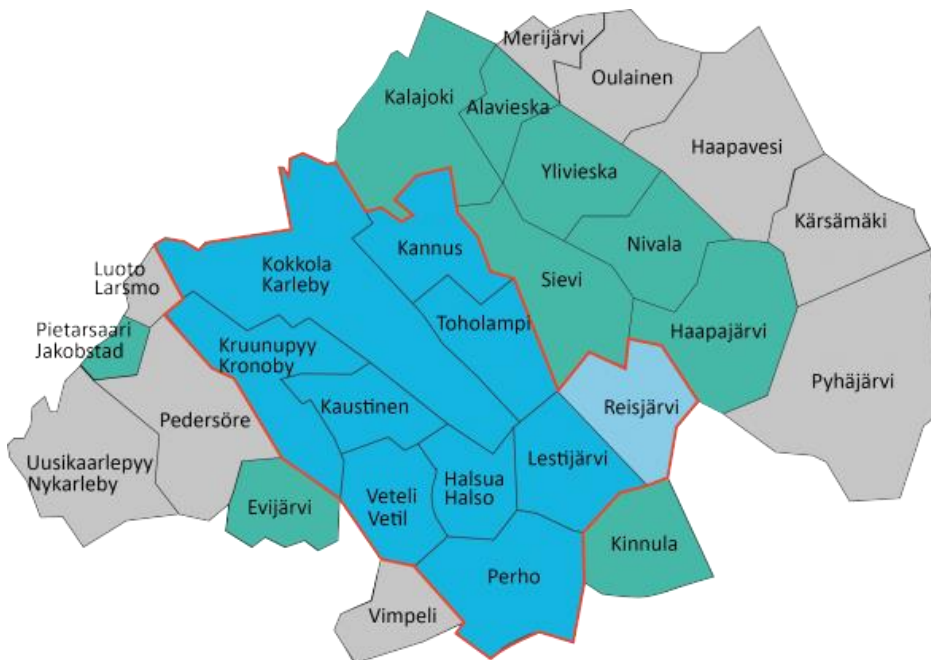 Merijärvi
Oulainen
Kalajoki
Alavieska
Haapavesi
Ylivieska
Kärsämäki
Kannus
Nivala
Kokkola
Karleby
Luoto
Larsmo
Sievi
Toholampi
Haapajärvi
Pietarsaari
Jakobstad
Kruunupyy
Kronoby
Pyhäjärvi
Kaustinen
Reisjärvi
Pedersöre
Lestijärvi
Uusikaarlepyy
Nykarleby
Halsua
Halso
Veteli
Vetil
Evijärvi
Kinnula
Perho
Vimpeli